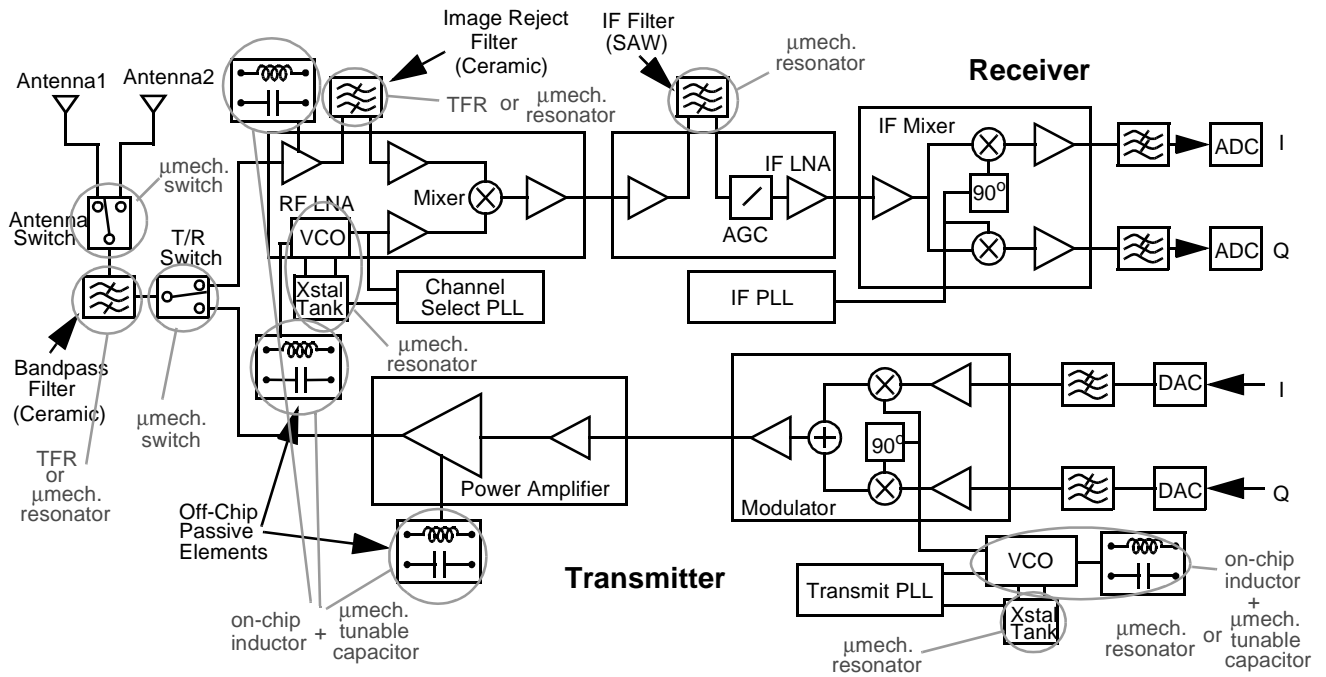 Image Reject
Filter
(Ceramic)
IF Filter
(SAW)
μmech.
resonator
Receiver
Antenna1
Antenna2
TFR or μmech.
resonator
IF Mixer
μmech.
switch
IF LNA
ADC
I
90o
Mixer
RF LNA
Antenna
Switch
VCO
AGC
ADC
Q
T/R
Switch
Xstal
Tank
Channel
Select PLL
IF PLL
μmech.
resonator
Bandpass
Filter
(Ceramic)
DAC
I
μmech.
switch
90o
TFR
or
μmech.
resonator
Power Amplifier
Modulator
DAC
Q
Off-Chip
Passive
Elements
VCO
Transmitter
Transmit PLL
on-chip
inductor
+
μmech.
tunable
capacitor
Xstal
Tank
on-chip
inductor
+
μmech.
tunable
capacitor
μmech.
resonator
μmech.
resonator
or